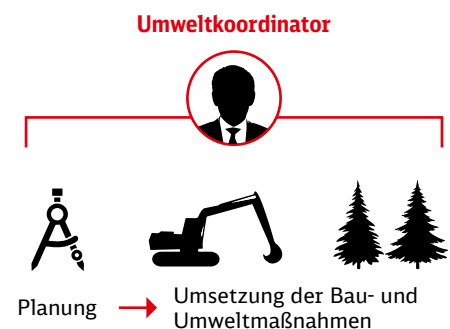 Umweltkoordinator
Planung
Umsetzung der Bau- und
Umweltmaßnahmen